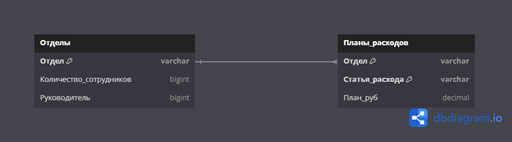 Отделы
Отдел varchar
Количество_сотрудников bigint
Руководитель bigint
Планы_расходов
Отдел varchar
Статья_расхода varchar
План_руб decimal
dbdiagram.io